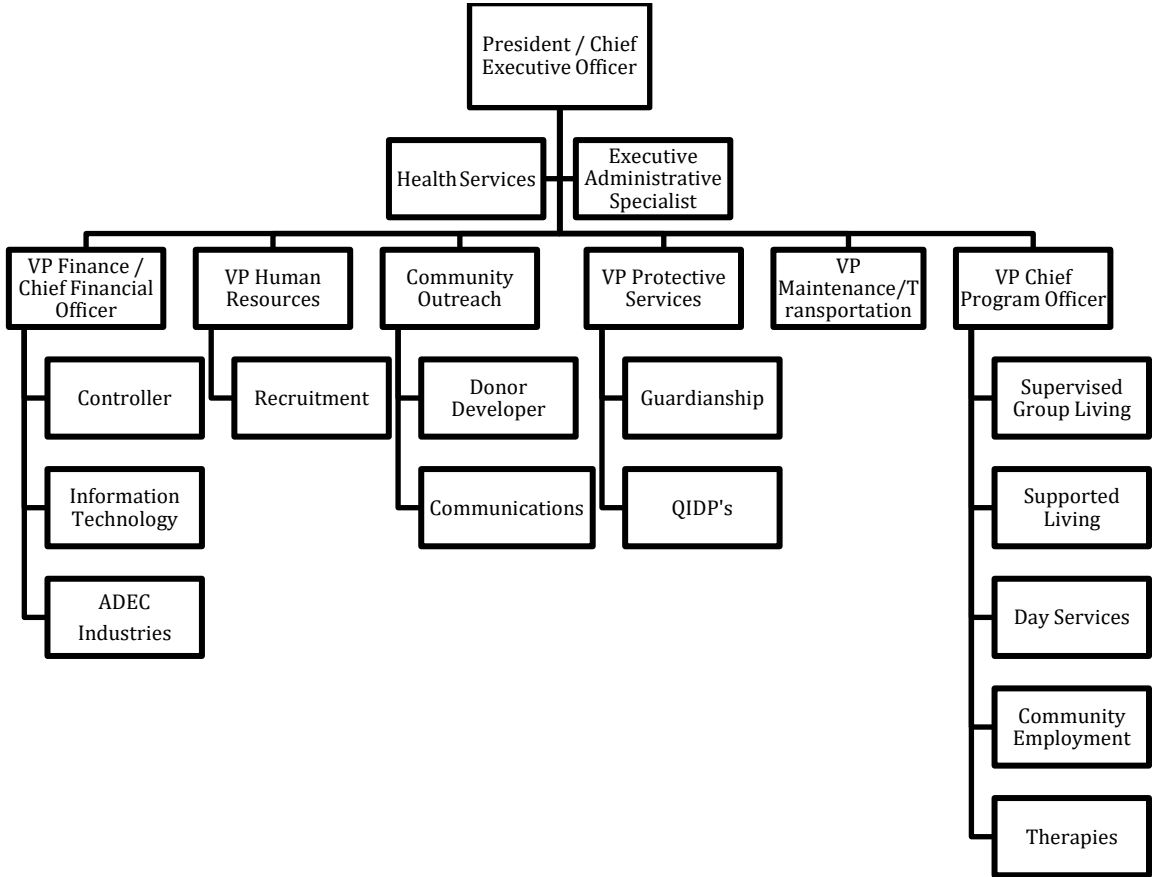 President / Chief
Executive Officer
Health Services
Executive
Administrative
Specialist
VP Finance /
Chief Financial
Officer
VP Human
Resources
Community
Outreach
VP Protective
Services
VP
Maintenance/T
ransportation
VP Chief
Program Officer
Controller
Information
Technology
ADEC
Industries
Recruitment
Donor
Developer
Communications
Guardianship
QIDP's
Supervised
Group Living
Supported
Living
Day Services
Community
Employment
Therapies